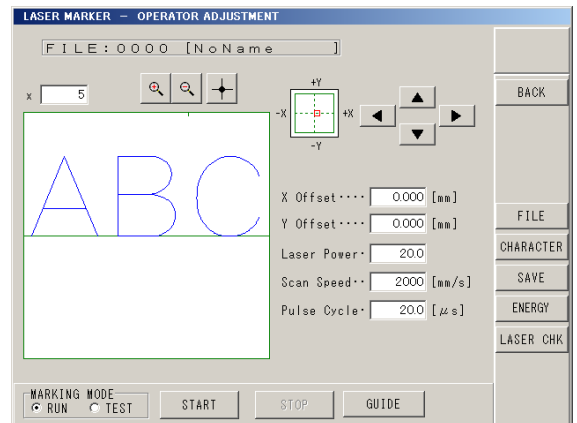 LASER MARKER － OPERATOR ADJUSTMENT
FILE:0000 [NoName ]
x 5
+Y
-X +X
-Y
BACK
ABC
X Offset···· 0.000 [mm]
Y Offset···· 0.000 [mm]
Laser Power· 20.0
Scan Speed·· 2000 [mm/s]
Pulse Cycle· 20.0 [μs]
FILE
CHARACTER
SAVE
ENERGY
LASER CHK
MARKING MODE
RUN TEST
START
STOP
GUIDE